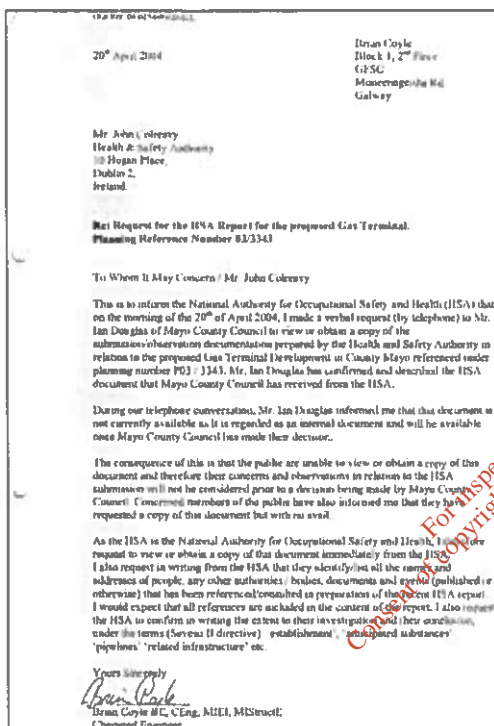 20th April 2004
Brian Coyle
Block 1, 2nd Floor
GFSC
Moneenageisha Rd
Galway
Mr. John Colreavy
Health & Safety Authority
10 Hogan Place,
Dublin 2,
Ireland.
Re: Request for the HSA Report for the proposed Gas Terminal.
Planning Reference Number 03/3343
To Whom It May Concern / Mr. John Colreavy
This is to inform the National Authority for Occupational Safety and Health (HSA) that
on the morning of the 20th of April 2004, I made a verbal request (by telephone) to Mr.
Ian Douglas of Mayo County Council to view or obtain a copy of the
submission/observation documentation prepared by the Health and Safety Authority in
relation to the proposed Gas Terminal Development in County Mayo referenced under
planning number P03 / 3343. Mr. Ian Douglas has confirmed and described the HSA
document that Mayo County Council has received from the HSA.
During our telephone conversation, Mr. Ian Douglas informed me that this document is
not currently available as it is regarded as an internal document and will be available
once Mayo County Council has made their decision.
The consequence of this is that the public are unable to view or obtain a copy of this
document and therefore their concerns and observations in relation to the HSA
submission will not be considered prior to a decision being made by Mayo County
Council. Concerned members of the public have also informed me that they have
requested a copy of this document but with no avail.
As the HSA is the National Authority for Occupational Safety and Health, I therefore
request to view or obtain a copy of this document immediately from the HSA.
I also request in writing from the HSA that they identify/list all the names and
addresses of people, any other authorities / bodies, documents and events (published or
otherwise) that has been referenced/consulted in preparation of the recent HSA report.
I would expect that all references are included in the content of the report. I also request
the HSA to confirm in writing the extent to their investigation and their conclusion,
under the terms (Seveso II directive) 'establishment', 'anticipated substances'
'pipelines' 'related infrastructure' etc.
Yours Sincerely
Brian Coyle
Brian Coyle BE, CEng, MIEI, MIStructE
Chartered Engineer
For inspe
Consent of copyrigh